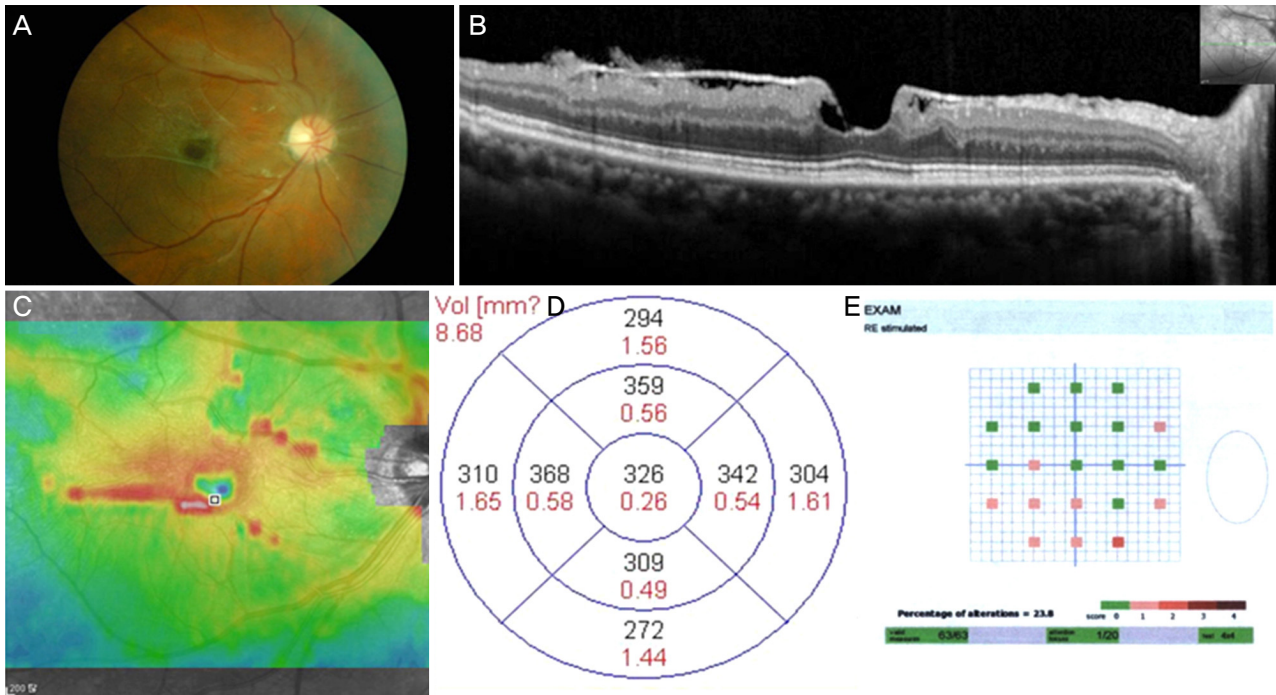 A
B
C
200
Vol [mm?
8.68
D
294
1.56
359
0.56
310
1.65
368
0.58
326
0.26
342
0.54
304
1.61
309
0.49
272
1.44
E
EXAM
RE stimulated
Percentage of alterations = 23.8
score 0 1 2 3 4
63/63
1/20
4x4